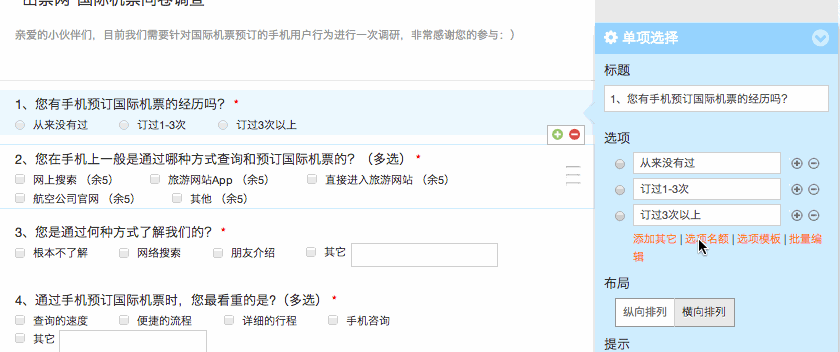 出票网"国际机票问卷调查
亲爱的小伙伴们，目前我们需要针对国际机票预订的手机用户行为进行一次调研，非常感谢您的参与：）
1、您有手机预订国际机票的经历吗？ *
从来没有过 订过1-3次 订过3次以上
2、您在手机上一般是通过哪种方式查询和预订国际机票的？（多选） *
网上搜索 （余5） 旅游网站App （余5） 直接进入旅游网站 （余5）
航空公司官网 （余5） 其他 （余5）
3、您是通过何种方式了解我们的？ *
根本不了解 网络搜索 朋友介绍 其它
4、通过手机预订国际机票时，您最看重的是?（多选） *
查询的速度 便捷的流程 详细的行程 手机咨询
其它
单项选择
标题
1、您有手机预订国际机票的经历吗？
选项
从来没有过
订过1-3次
订过3次以上
添加其它 | 选项名额 | 选项模板 | 批量编
辑
布局
纵向排列 横向排列
提示